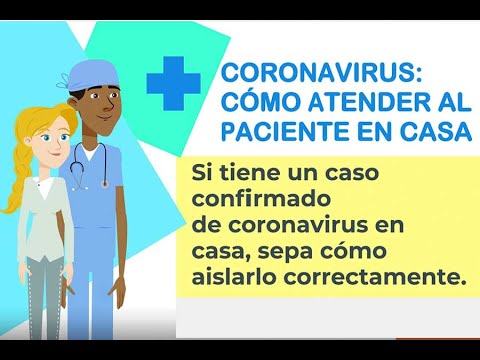 CORONAVIRUS:
CÓMO ATENDER AL
PACIENTE EN CASA
Si tiene un caso
confirmado
de coronavirus en
casa, sepa cómo
aislarlo correctamente.